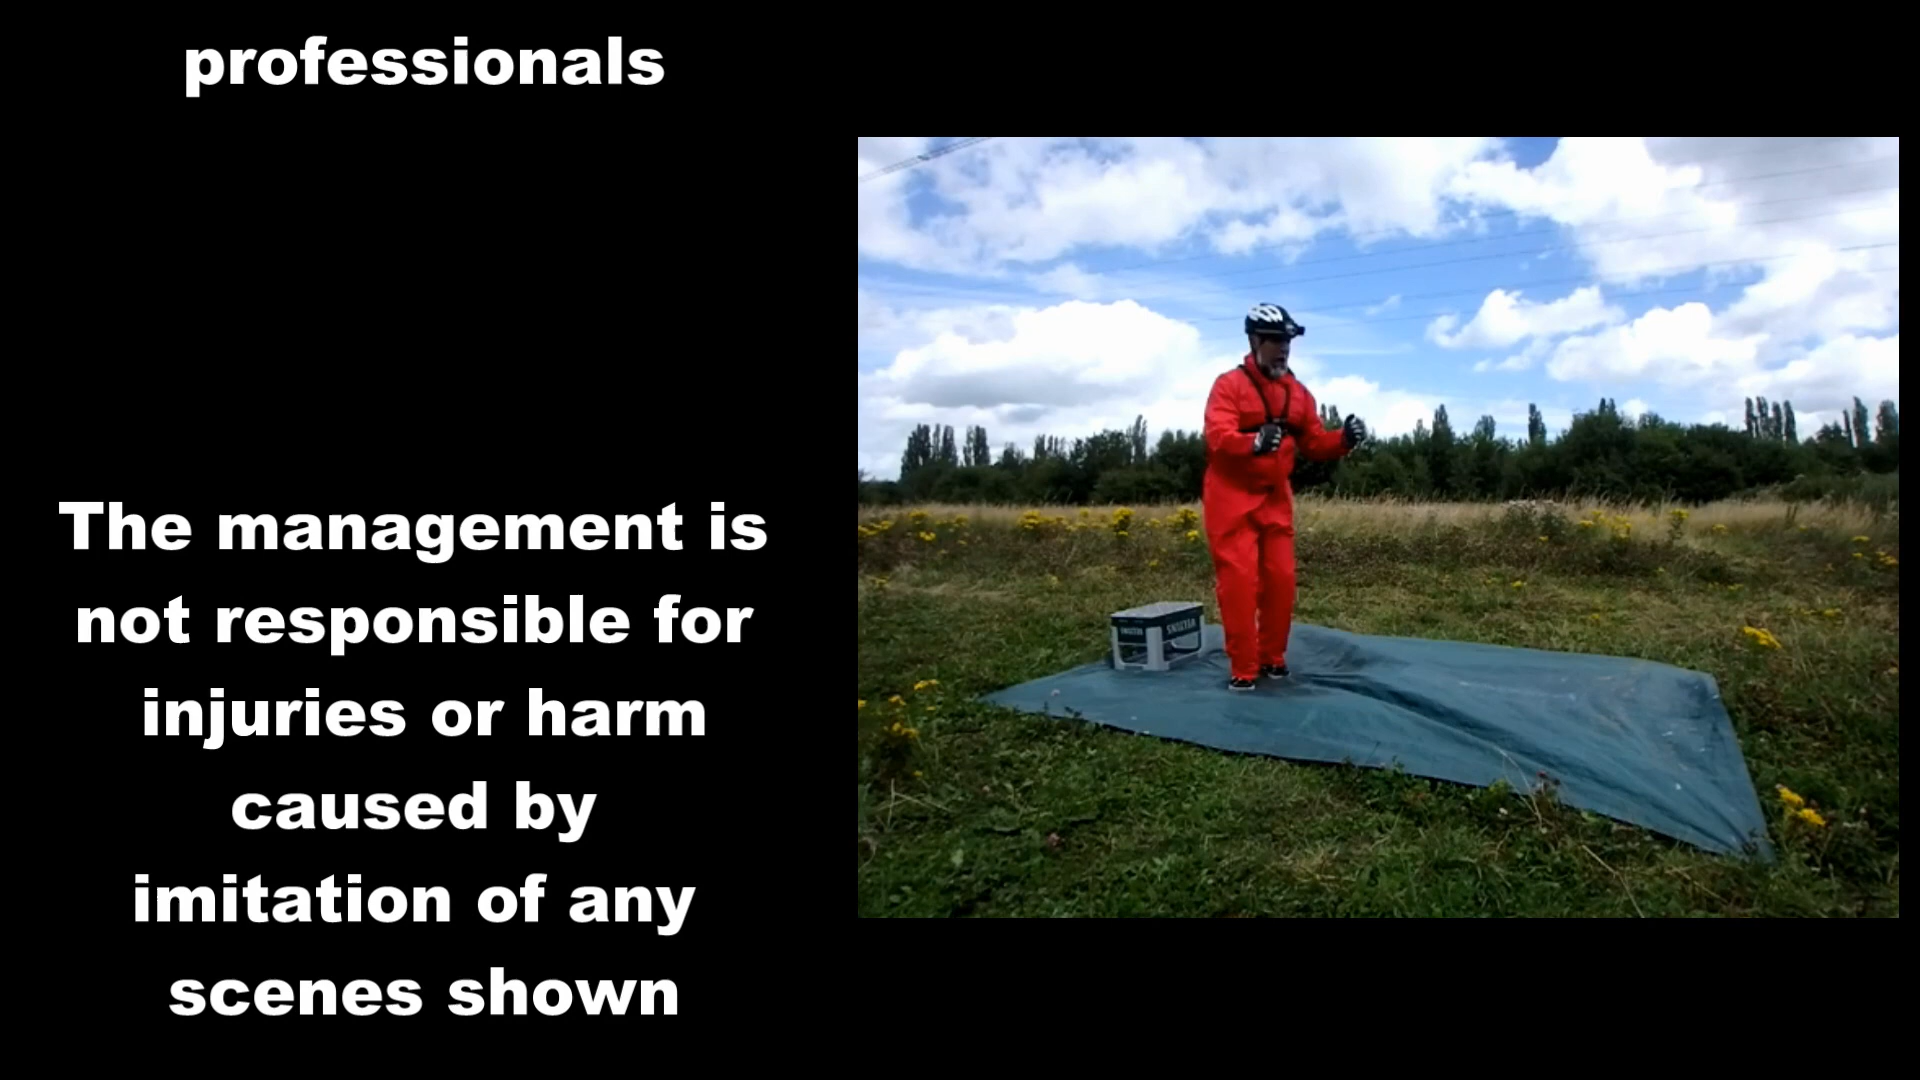 professionals
The management is
not responsible for
injuries or harm
caused by
imitation of any
scenes shown